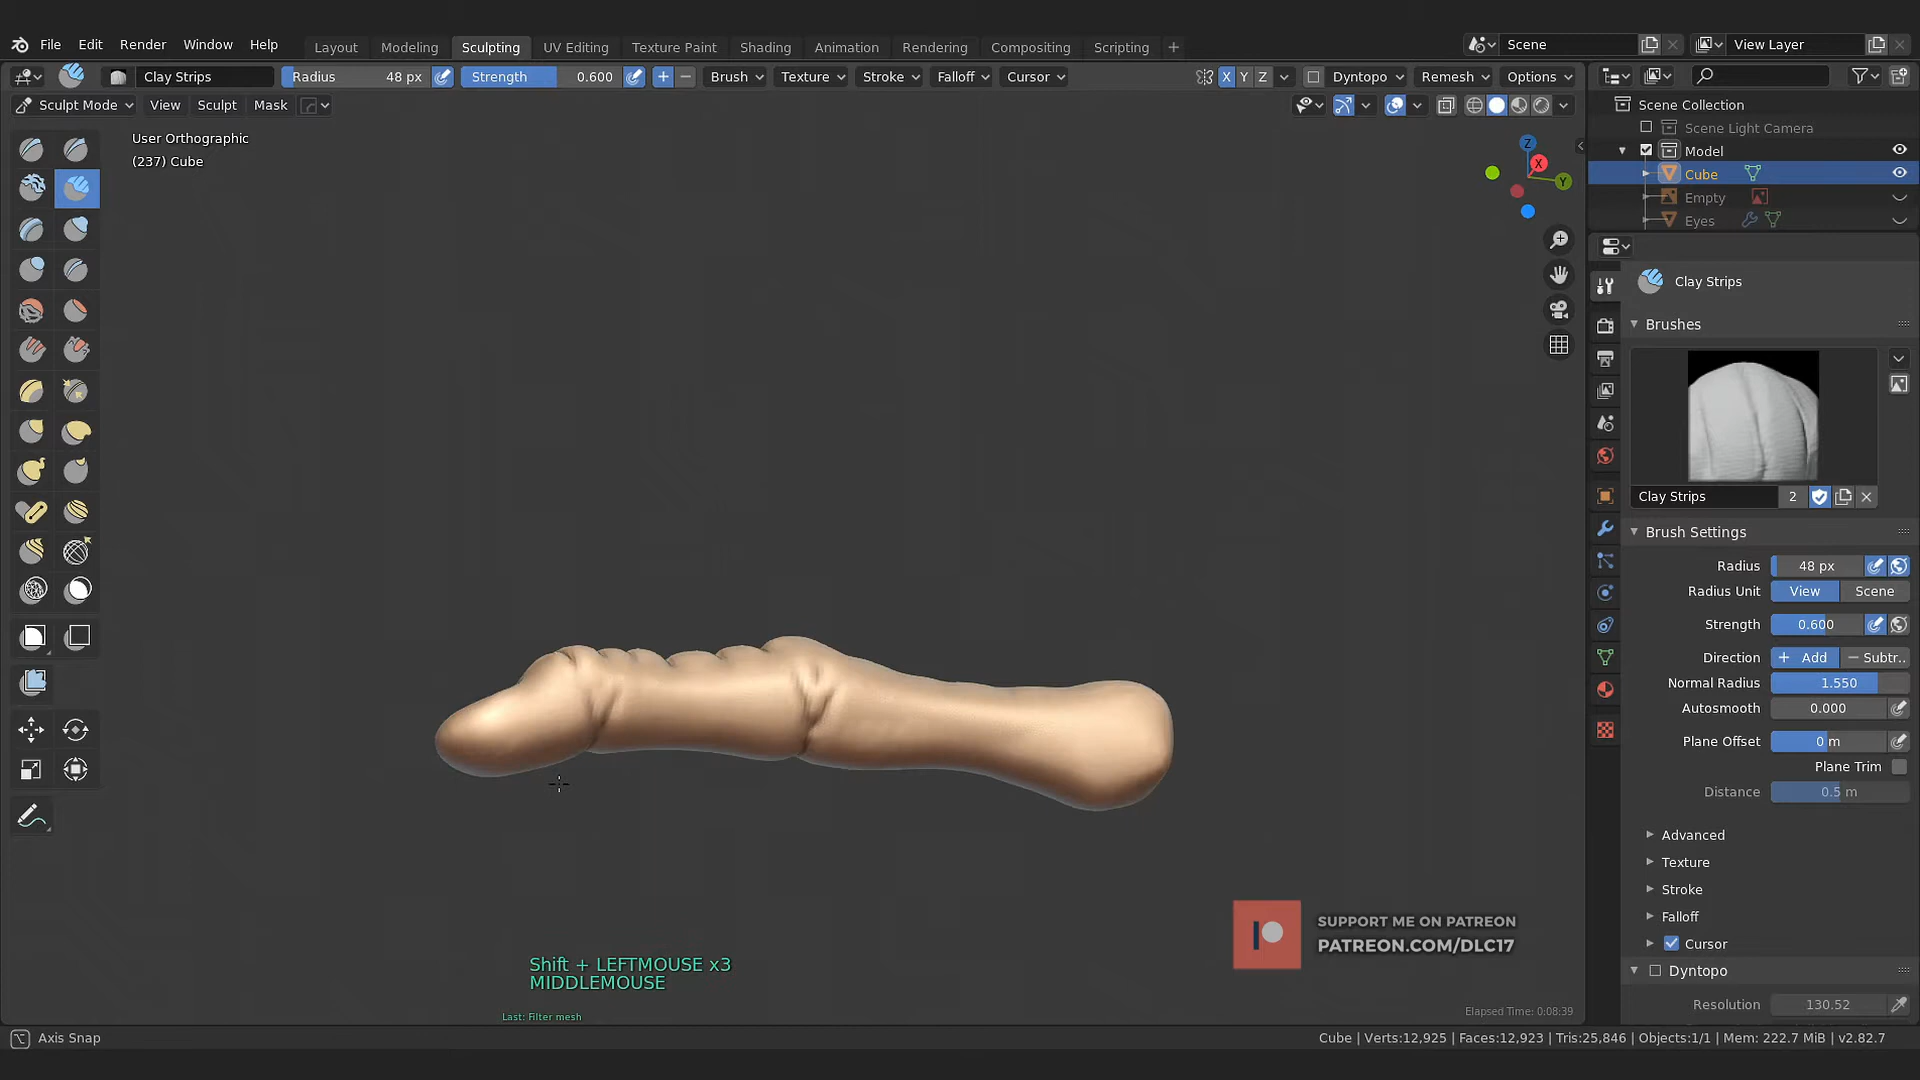 File Edit Render Window Help Layout Modeling Sculpting UV Editing Texture Paint Shading Animation Rendering Compositing Scripting + Scene View Layer
Clay Strips Radius 48 px Strength 0.600 Brush Texture Stroke Falloff Cursor X Y Z Dyntopo Remesh Options
Sculpt Mode View Sculpt Mask
User Orthographic
(237) Cube
Z
X
Y
Scene Collection
Scene Light Camera
Model
Cube
Empty
Eyes
Clay Strips
Brushes
Clay Strips 2
Brush Settings
Radius 48 px
Radius Unit View Scene
Strength 0.600
Direction + Add − Subtr..
Normal Radius 1.550
Autosmooth 0.000
Plane Offset 0 m
Plane Trim
Distance 0.5 m
Advanced
Texture
Stroke
Falloff
Cursor
Dyntopo
Resolution 130.52
SUPPORT ME ON PATREON
PATREON.COM/DLC17
Shift + LEFTMOUSE x3
MIDDLEMOUSE
Last: Filter mesh
Elapsed Time: 0:08:39
Axis Snap
Cube | Verts:12,925 | Faces:12,923 | Tris:25,846 | Objects:1/1 | Mem: 222.7 MiB | v2.82.7